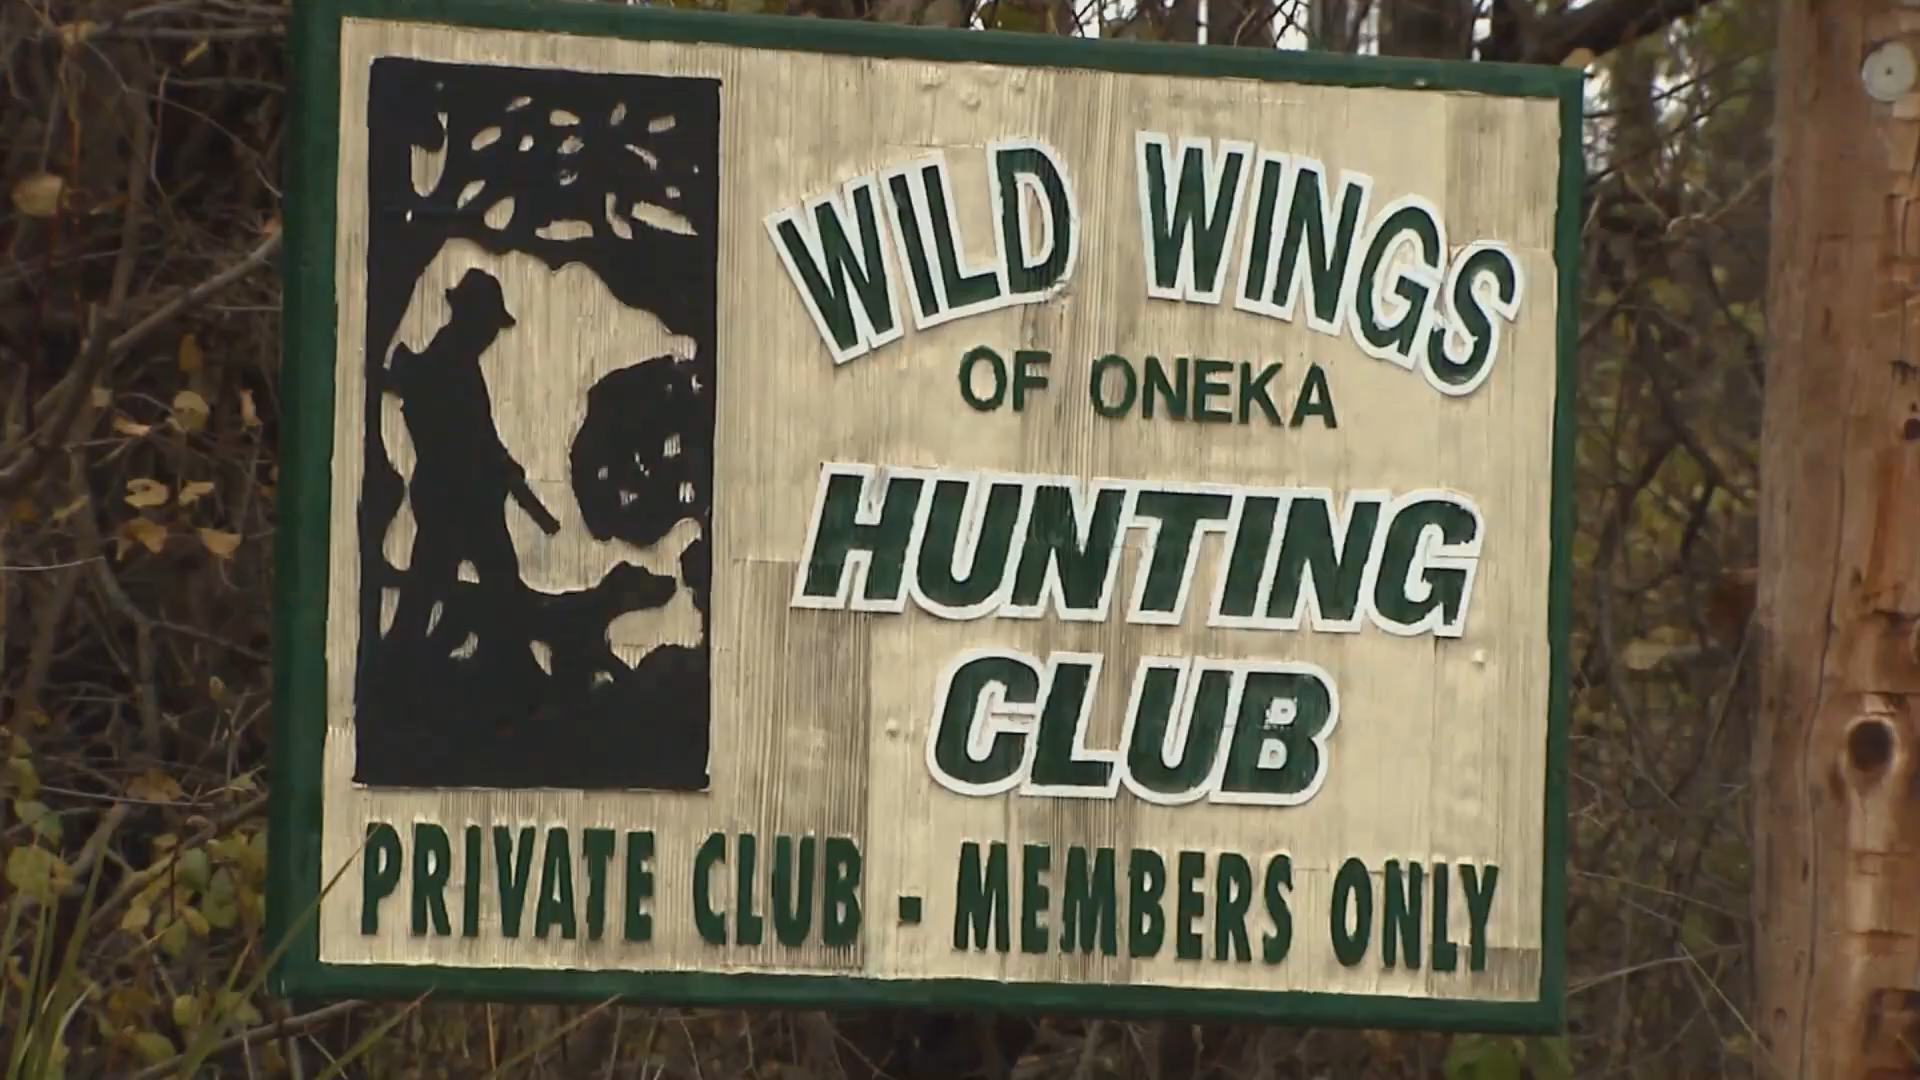 WILD WINGS
OF ONEKA
HUNTING
CLUB
PRIVATE CLUB - MEMBERS ONLY